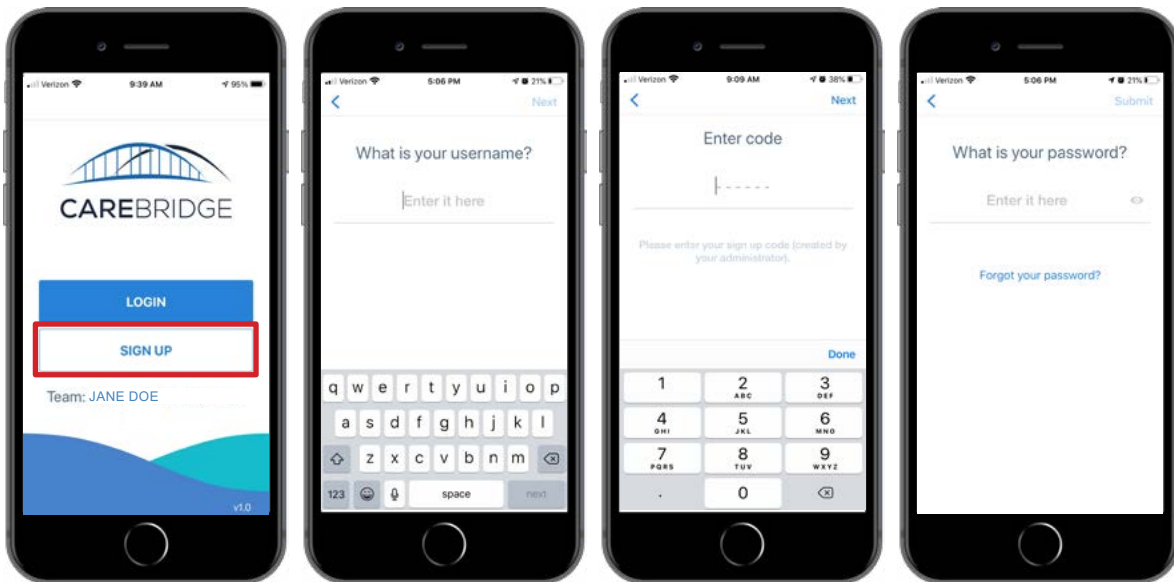 Verizon 9:39 AM 95%
CAREBRIDGE
LOGIN
SIGN UP
Team: JANE DOE
v1.0
Verizon 5:06 PM 21%
Next
What is your username?
Enter it here
q w e r t y u i o p
a s d f g h j k l
z x c v b n m
123 space next
Verizon 9:09 AM 38%
Next
Enter code
- - - - - -
Please enter your sign up code (created by
your administrator).
Done
1 2 3
ABC DEF
4 5 6
GHI JKL MNO
7 8 9
PQRS TUV WXYZ
. 0
Verizon 5:06 PM 21%
Submit
What is your password?
Enter it here
Forgot your password?